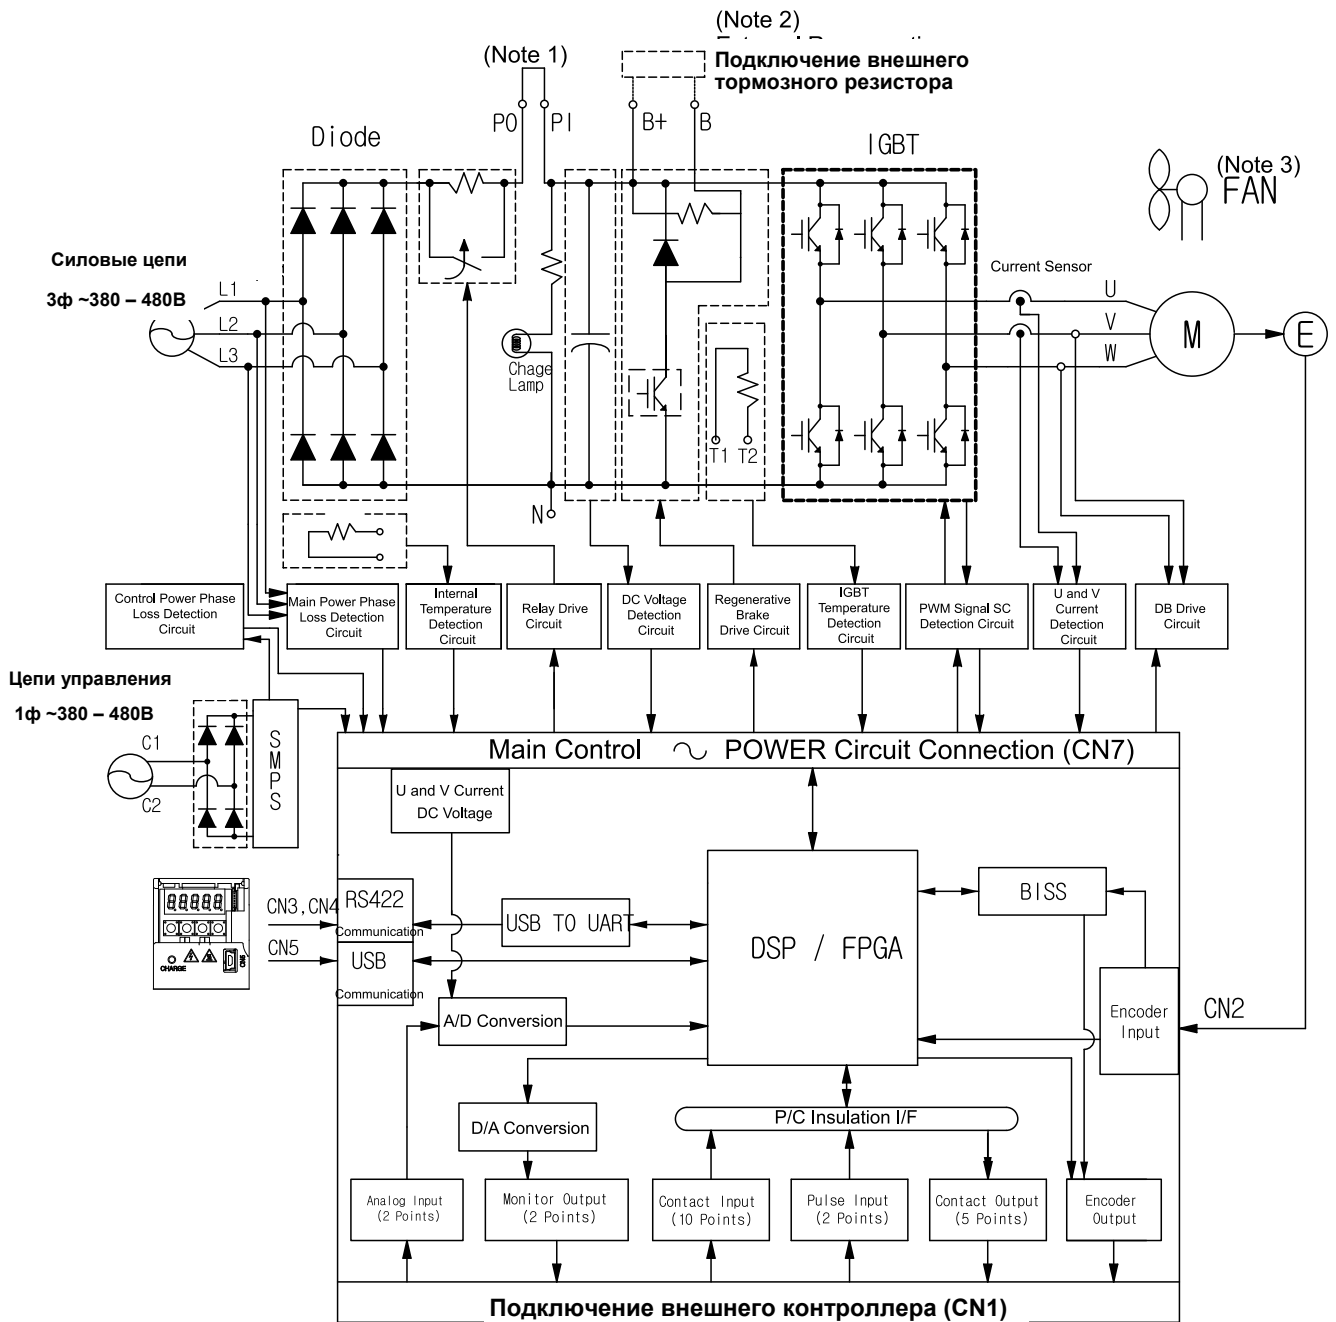 (Note 2)
Подключение внешнего
тормозного резистора
(Note 1)
PO
PI
B+
B
Diode
IGBT
(Note 3)
FAN
Силовые цепи
3ф ~380 – 480В
L1
L2
L3
Current Sensor
U
V
W
M
E
Chage
Lamp
T1
T2
N
Control Power Phase
Loss Detection
Circuit
Main Power Phase
Loss Detection
Circuit
Internal
Temperature
Detection
Circuit
Relay Drive
Circuit
DC Voltage
Detection
Circuit
Regenerative
Brake
Drive Circuit
IGBT
Temperature
Detection
Circuit
PWM Signal SC
Detection Circuit
U and V
Current
Detection
Circuit
DB Drive
Circuit
Цепи управления
1ф ~380 – 480В
C1
C2
SMPS
Main Control ~ POWER Circuit Connection (CN7)
U and V Current
DC Voltage
CN3,CN4
RS422
Communication
CN5
USB
Communication
CHARGE
CN5
USB TO UART
DSP / FPGA
BISS
A/D Conversion
Encoder
Input
CN2
D/A Conversion
P/C Insulation I/F
Analog Input
(2 Points)
Monitor Output
(2 Points)
Contact Input
(10 Points)
Pulse Input
(2 Points)
Contact Output
(5 Points)
Encoder
Output
Подключение внешнего контроллера (CN1)